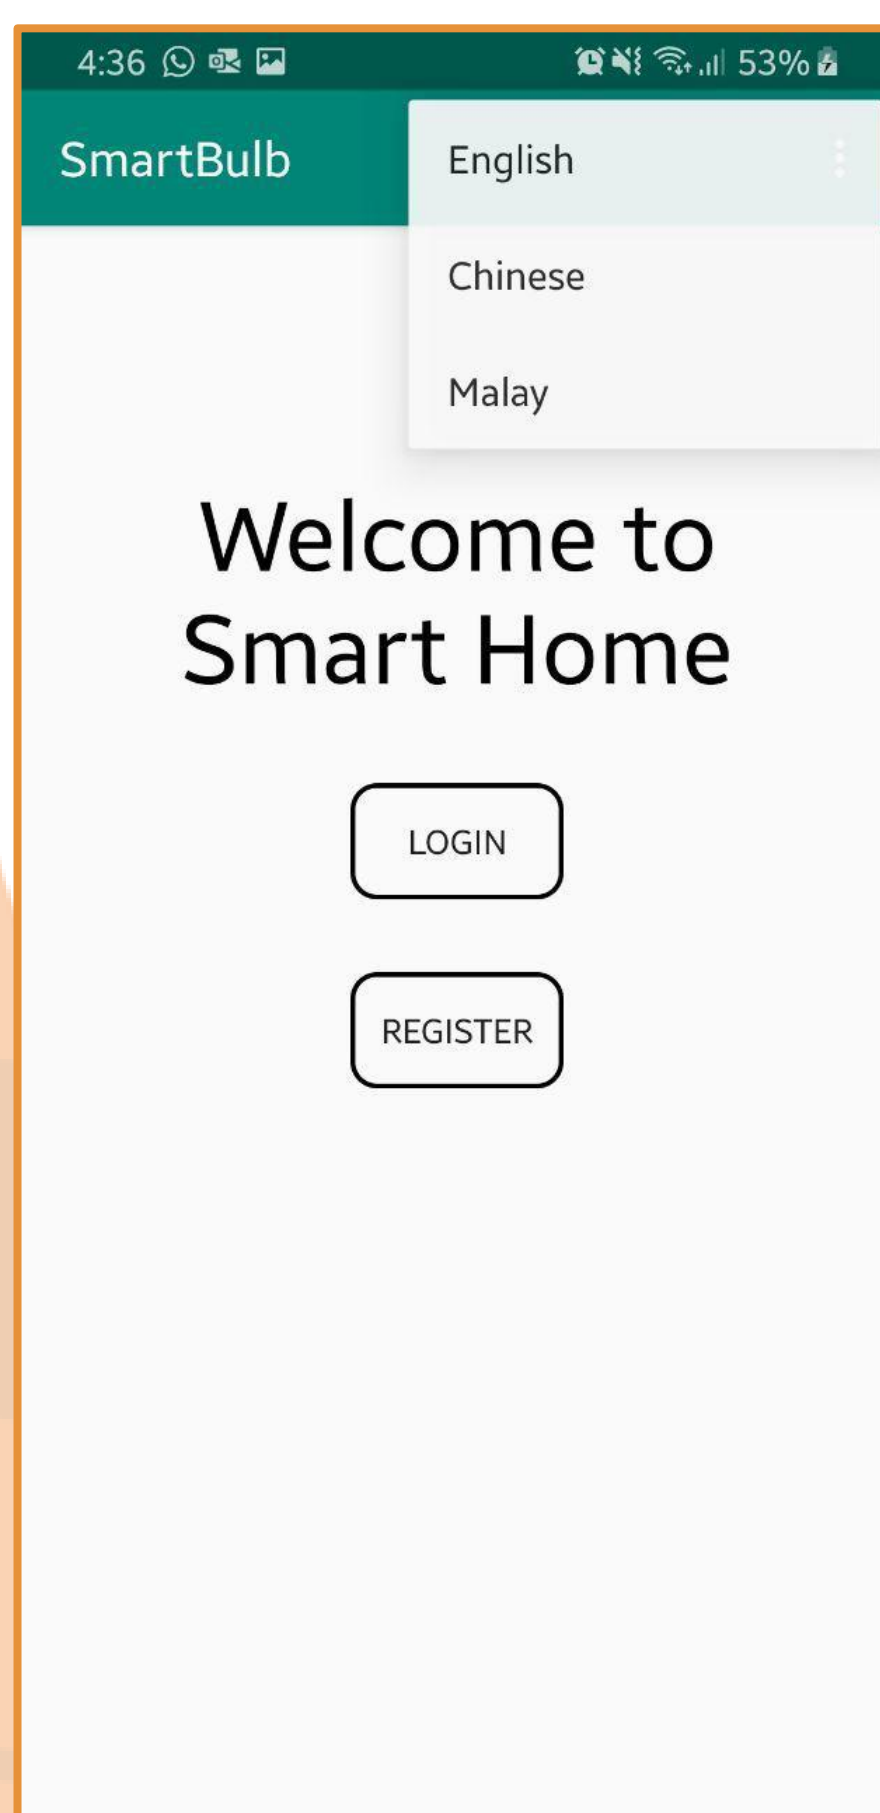 4:36 53%
SmartBulb
English
Chinese
Malay
Welcome to
Smart Home
LOGIN
REGISTER